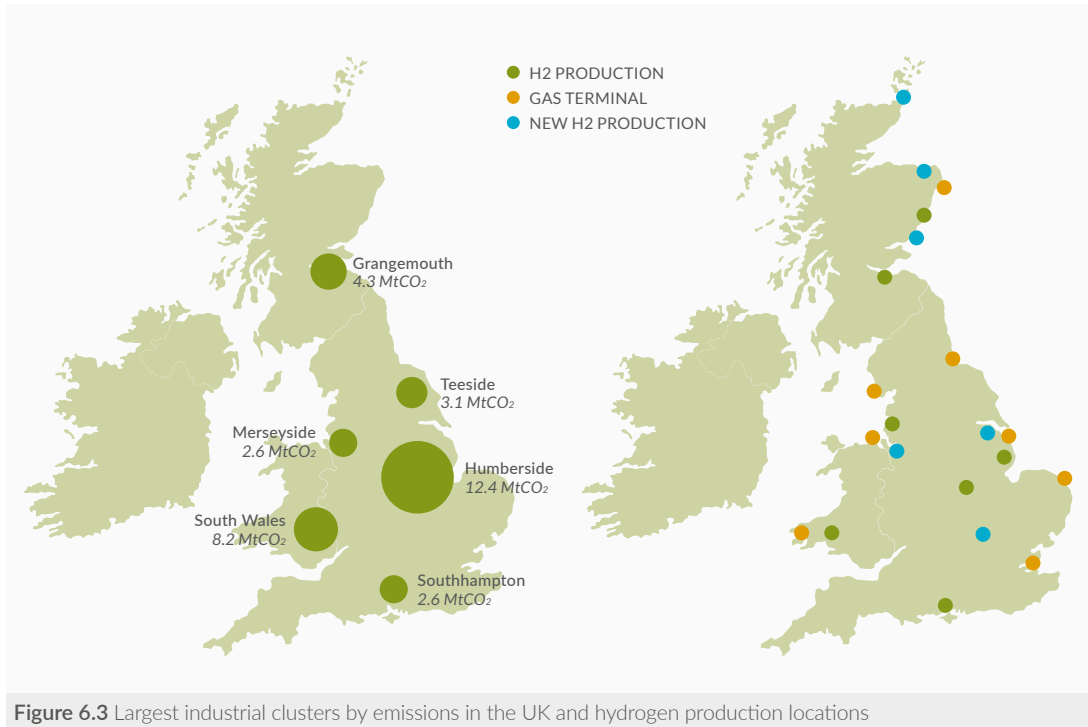 H2 PRODUCTION
GAS TERMINAL
NEW H2 PRODUCTION
Grangemouth
4.3 MtCO₂
Teeside
3.1 MtCO₂
Merseyside
2.6 MtCO₂
Humberside
12.4 MtCO₂
South Wales
8.2 MtCO₂
Southhampton
2.6 MtCO₂
Figure 6.3 Largest industrial clusters by emissions in the UK and hydrogen production locations